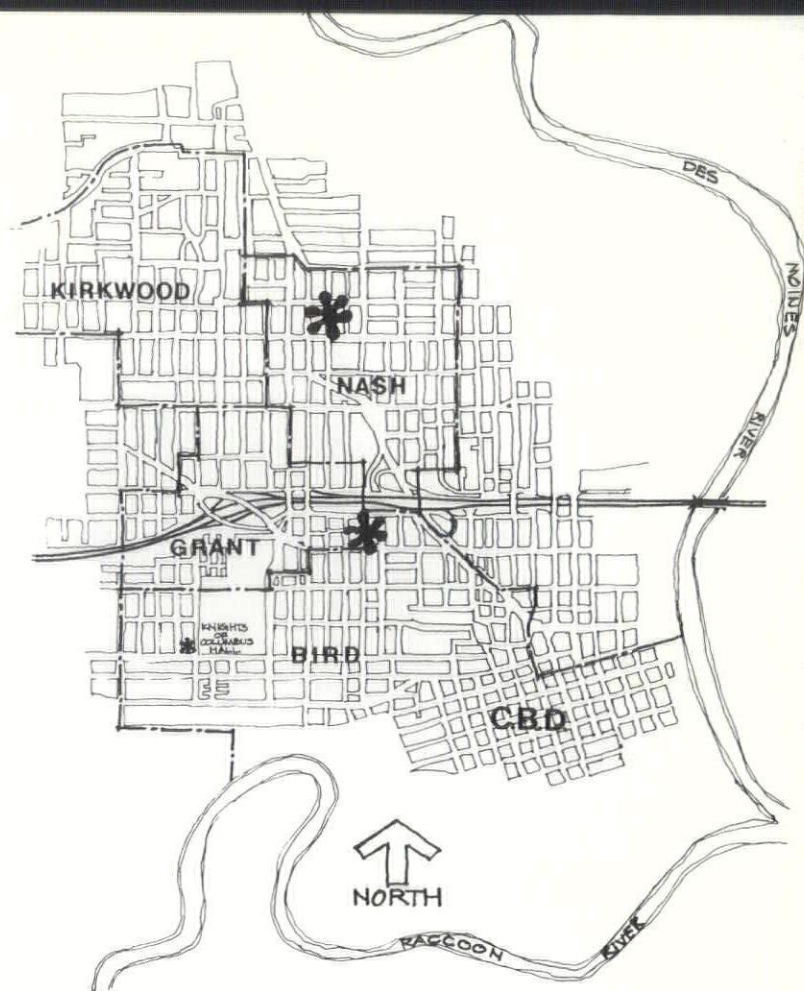 DES
MOINES
RIVER
KIRKWOOD
NASH
GRANT
KNIGHTS
OF
COLUMBUS
HALL
BIRD
C.B.D.
NORTH
RACCOON RIVER